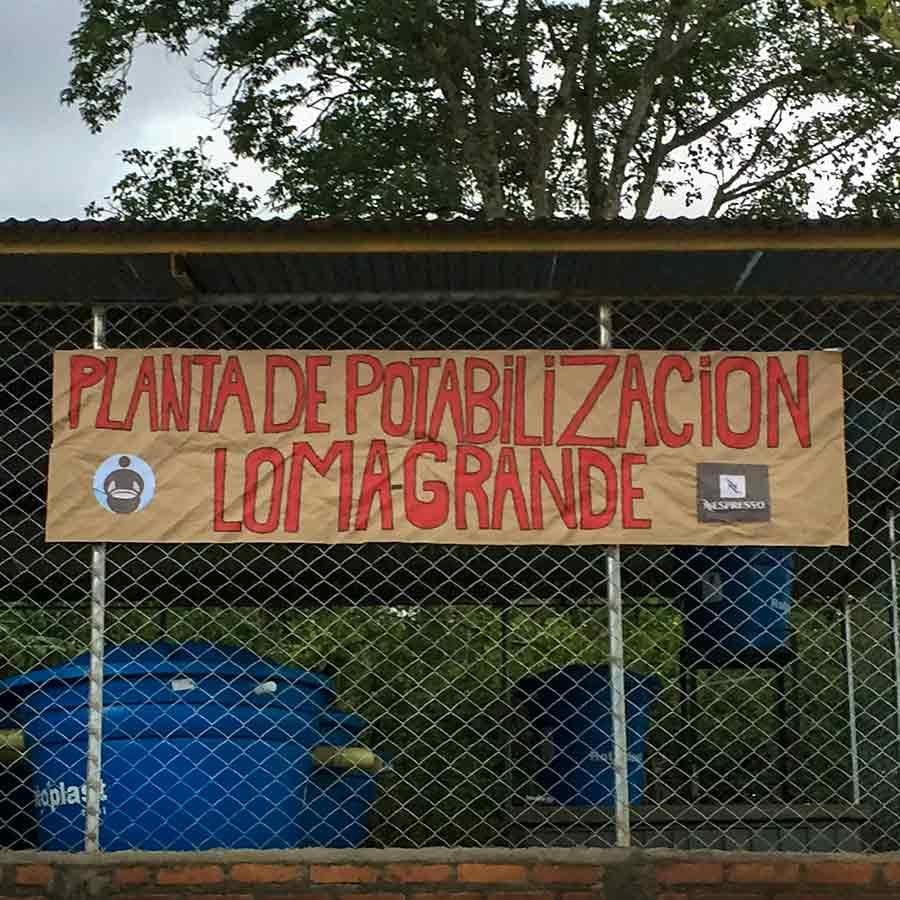 PLANTA DE POTABILIZACION
LOMAGRANDE
NESPRESSO